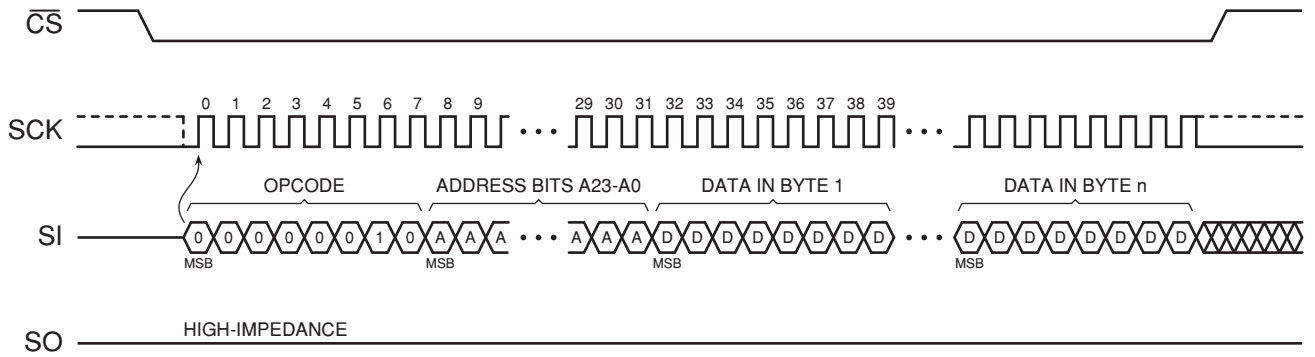 CS
0 1 2 3 4 5 6 7 8 9 29 30 31 32 33 34 35 36 37 38 39
SCK
OPCODE ADDRESS BITS A23-A0 DATA IN BYTE 1 DATA IN BYTE n
SI 0 0 0 0 0 0 1 0 A A A A A A D D D D D D D D D D D D D D D D
MSB MSB MSB MSB
HIGH-IMPEDANCE
SO